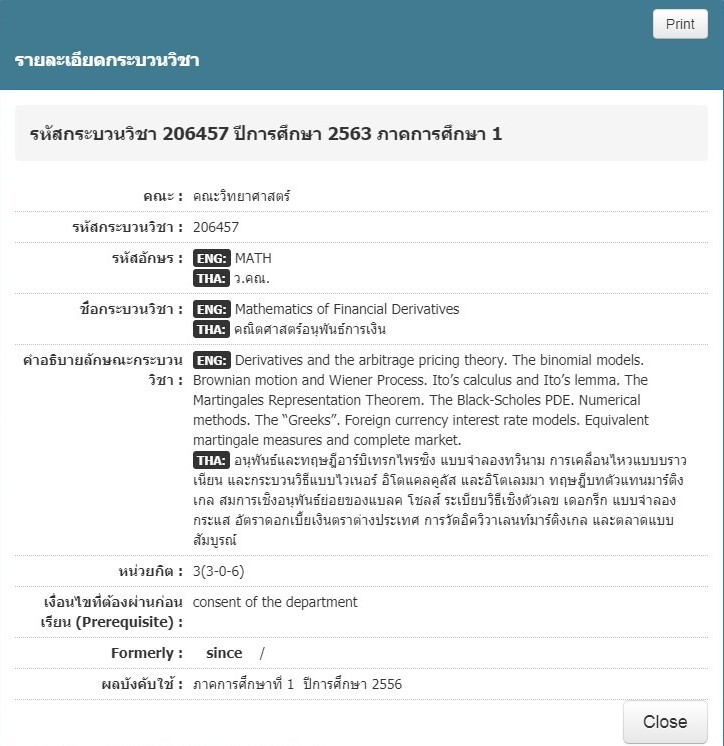 Print
รายละเอียดกระบวนวิชา
รหัสกระบวนวิชา 206457 ปีการศึกษา 2563 ภาคการศึกษา 1
คณะ : คณะวิทยาศาสตร์
รหัสกระบวนวิชา : 206457
รหัสอักษร : ENG: MATH
THA: ว.คณ.
ชื่อกระบวนวิชา : ENG: Mathematics of Financial Derivatives
THA: คณิตศาสตร์อนุพันธ์การเงิน
คำอธิบายลักษณะกระบวน ENG: Derivatives and the arbitrage pricing theory. The binomial models.
วิชา : Brownian motion and Wiener Process. Ito’s calculus and Ito’s lemma. The
Martingales Representation Theorem. The Black-Scholes PDE. Numerical
methods. The “Greeks”. Foreign currency interest rate models. Equivalent
martingale measures and complete market.
THA: อนุพันธ์และทฤษฎีอาร์บิเทรกไพรซิง แบบจำลองทวินาม การเคลื่อนไหวแบบบราว
เนียน และกระบวนวิธีแบบไวเนอร์ อิโตแคลคูลัส และอิโตเลมมา ทฤษฎีบทตัวแทนมาร์ติง
เกล สมการเชิงอนุพันธ์ย่อยของแบลค โชลส์ ระเบียบวิธีเชิงตัวเลข เดอกรีก แบบจำลอง
กระแส อัตราดอกเบี้ยเงินตราต่างประเทศ การวัดอิควิวาเลนท์มาร์ติงเกล และตลาดแบบ
สัมบูรณ์
หน่วยกิต : 3(3-0-6)
เงื่อนไขที่ต้องผ่านก่อน consent of the department
เรียน (Prerequisite) :
Formerly : since /
ผลบังคับใช้ : ภาคการศึกษาที่ 1 ปีการศึกษา 2556
Close